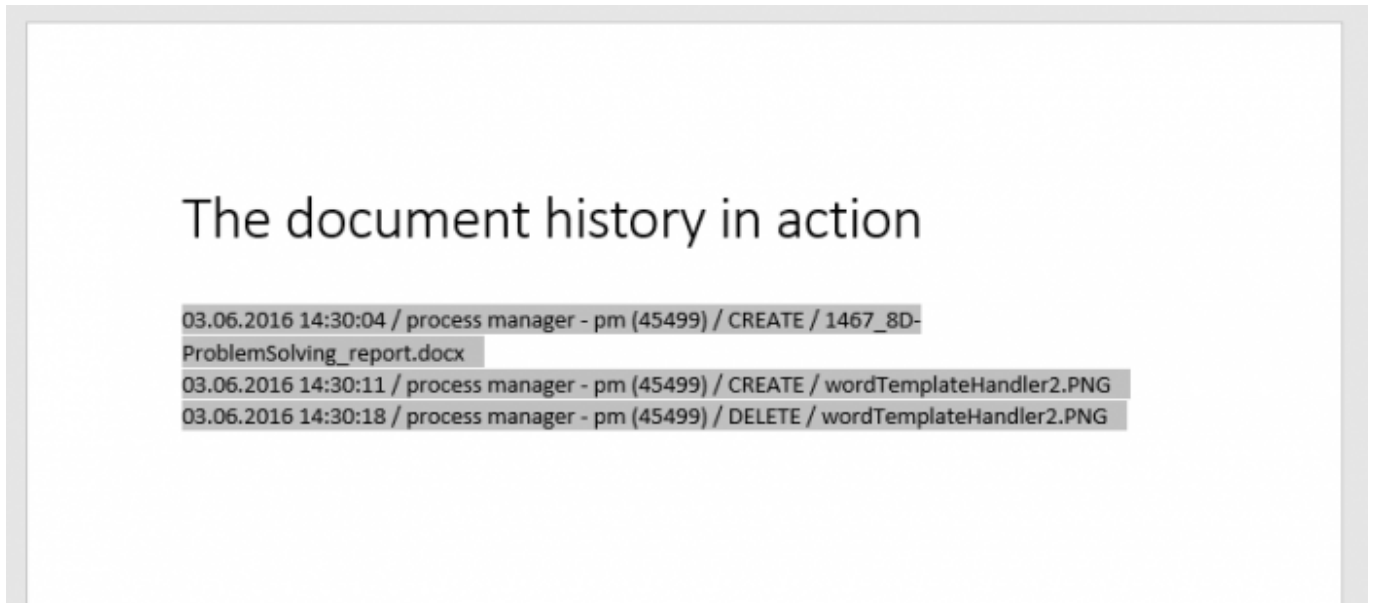 The document history in action
03.06.2016 14:30:04 / process manager - pm (45499) / CREATE / 1467_8D-
ProblemSolving_report.docx
03.06.2016 14:30:11 / process manager - pm (45499) / CREATE / wordTemplateHandler2.PNG
03.06.2016 14:30:18 / process manager - pm (45499) / DELETE / wordTemplateHandler2.PNG